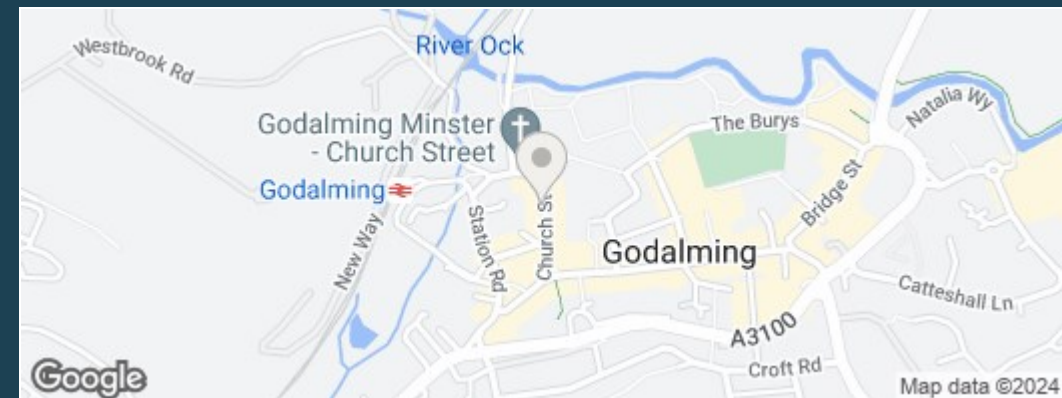 Westbrook Rd
River Ock
Godalming Minster
- Church Street
The Burys
Natalia Wy
Godalming
Bridge St
New Way
Station Rd
Church St
Godalming
Catteshall Ln
A3100
Croft Rd
Google
Map data ©2024